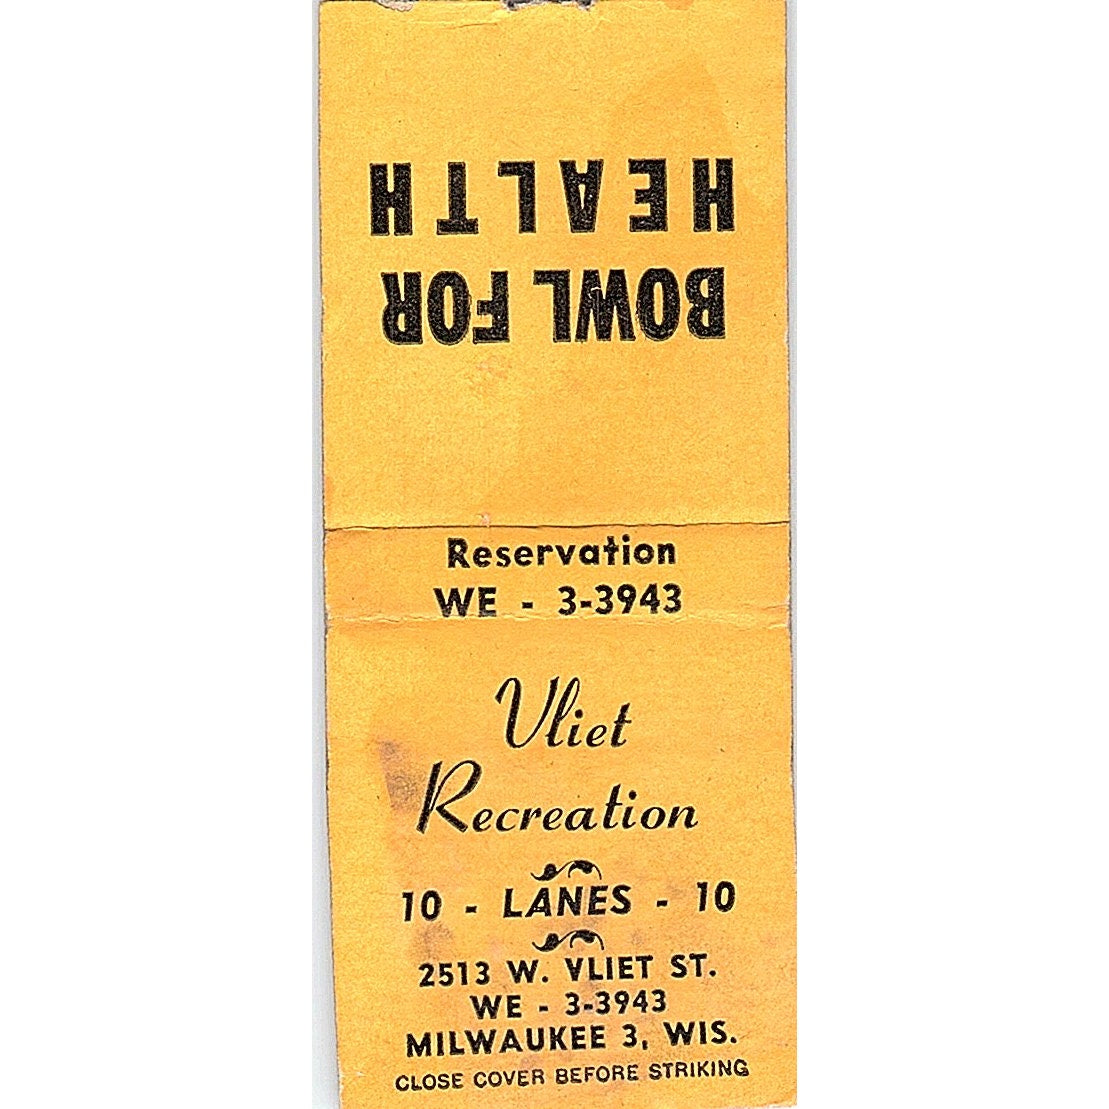 BOWL FOR
HEALTH
Reservation
WE - 3-3943
Vliet
Recreation
10 - LANES - 10
2513 W. VLIET ST.
WE - 3-3943
MILWAUKEE 3, WIS.
CLOSE COVER BEFORE STRIKING